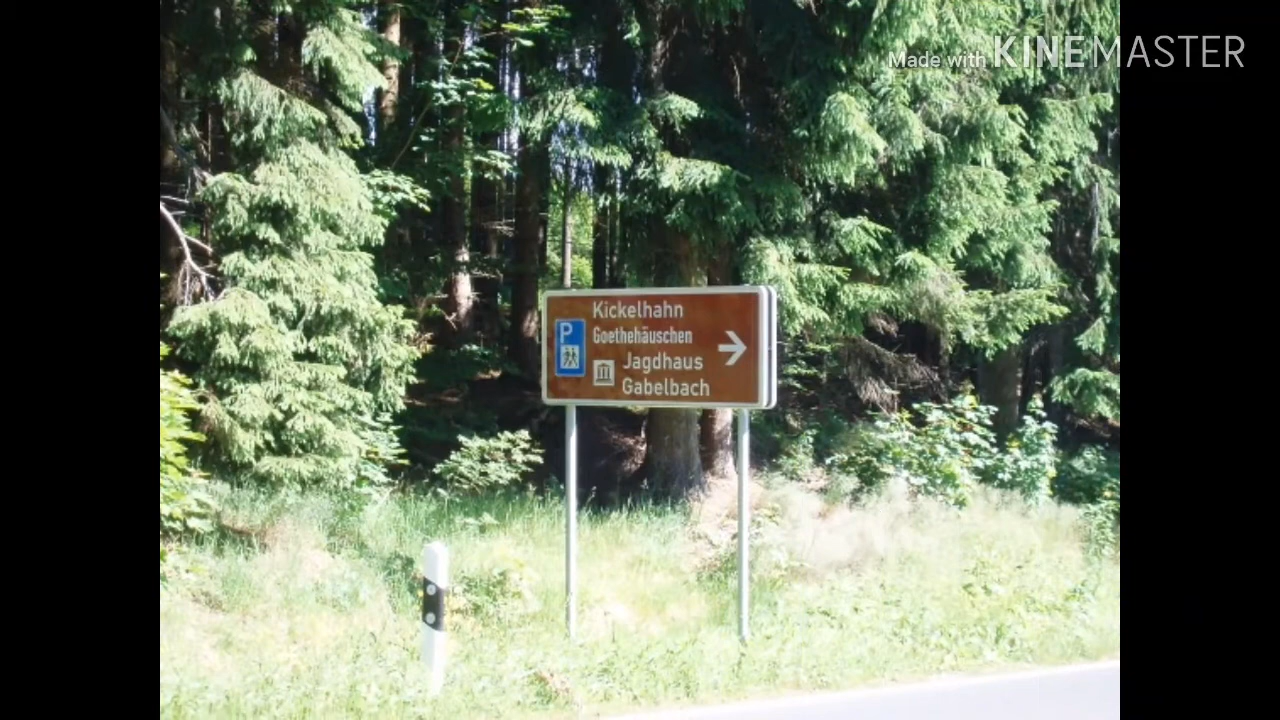 Made with KINEMASTER
Kickelhahn
P
Goethehäuschen
Jagdhaus
Gabelbach